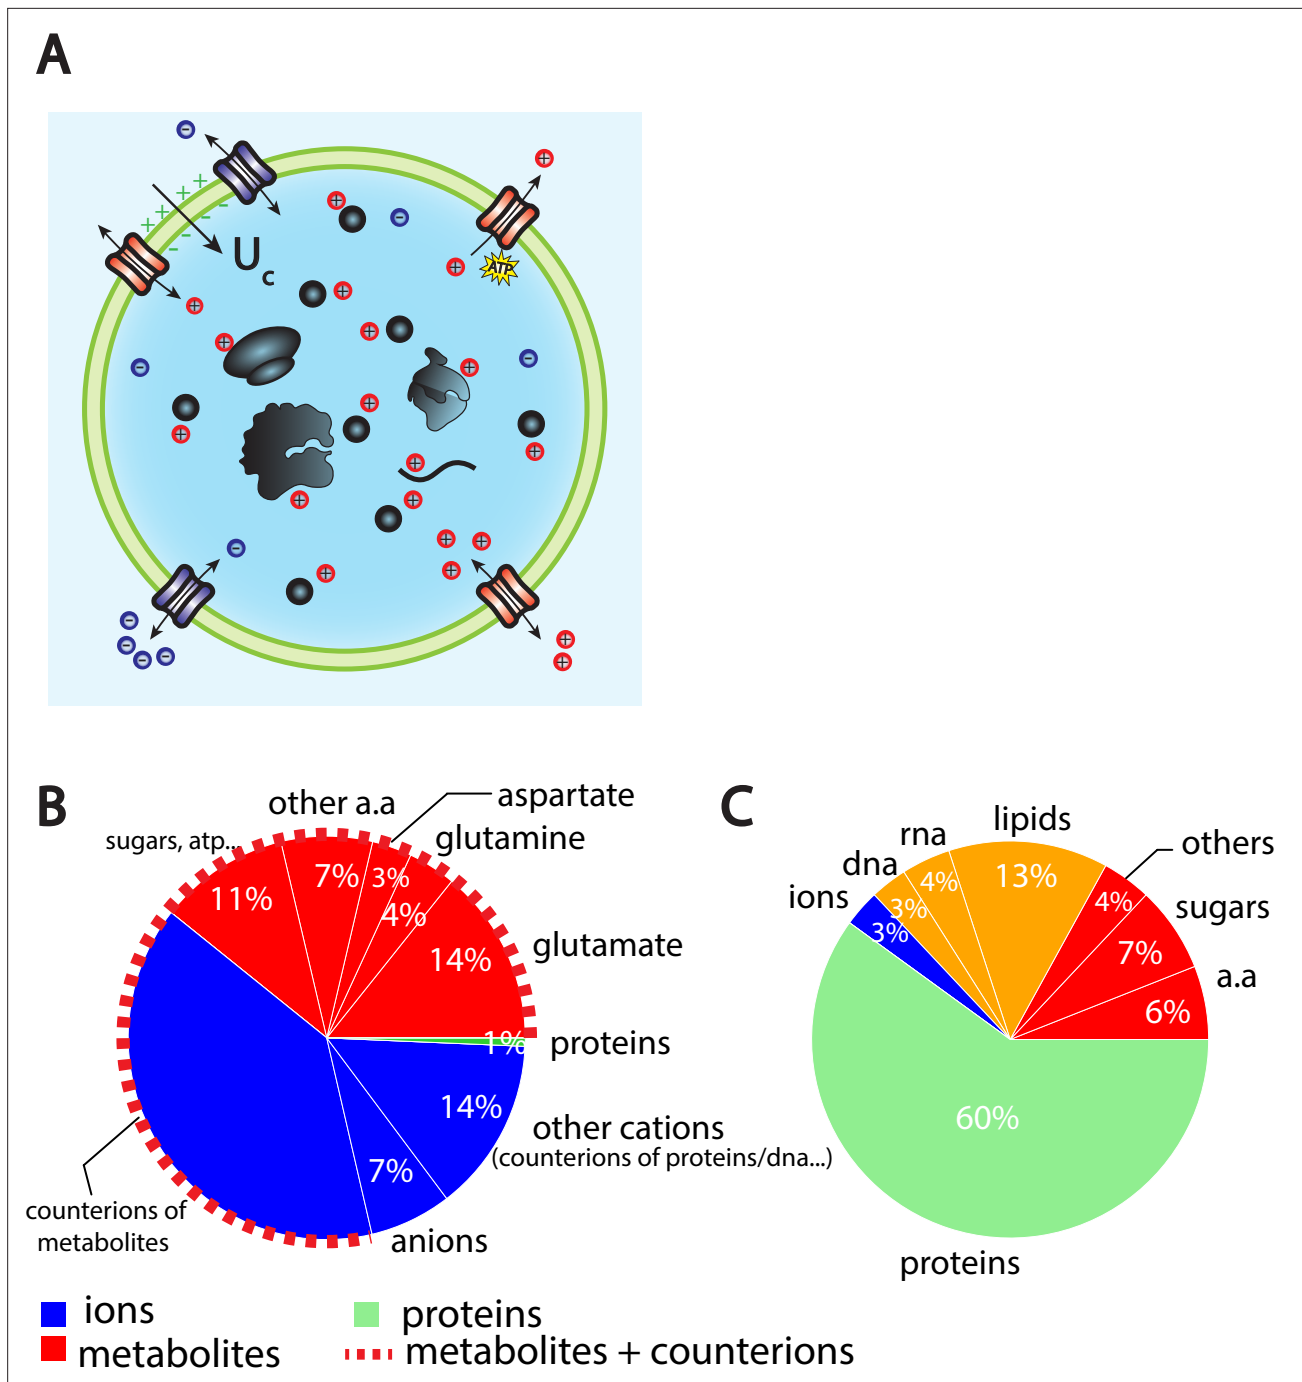 A
U
c
ATP
B
other a.a
aspartate
glutamine
sugars, atp...
11%
7%
3%
4%
14%
glutamate
1%
proteins
14%
other cations
(counterions of proteins/dna...)
7%
anions
counterions of
metabolites
C
rna
lipids
others
dna
ions
sugars
a.a
3%
3%
4%
13%
4%
7%
6%
60%
proteins
ions
proteins
metabolites
metabolites + counterions